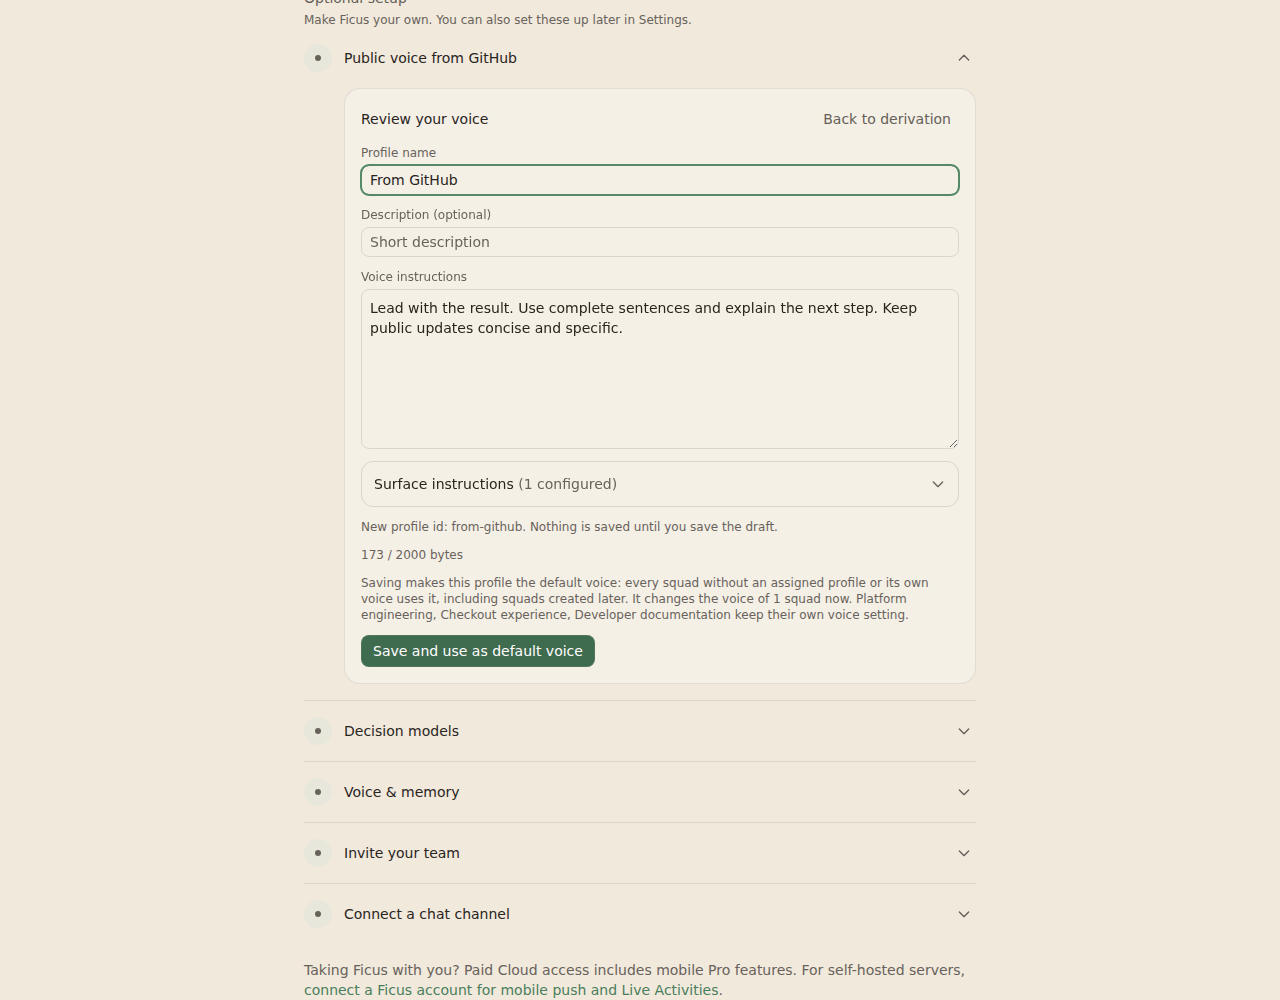 Optional setup
Make Ficus your own. You can also set these up later in Settings.
Public voice from GitHub
Review your voice
Back to derivation
Profile name
From GitHub
Description (optional)
Short description
Voice instructions
Lead with the result. Use complete sentences and explain the next step. Keep
public updates concise and specific.
Surface instructions (1 configured)
New profile id: from-github. Nothing is saved until you save the draft.
173 / 2000 bytes
Saving makes this profile the default voice: every squad without an assigned profile or its own
voice uses it, including squads created later. It changes the voice of 1 squad now. Platform
engineering, Checkout experience, Developer documentation keep their own voice setting.
Save and use as default voice
Decision models
Voice & memory
Invite your team
Connect a chat channel
Taking Ficus with you? Paid Cloud access includes mobile Pro features. For self-hosted servers,
connect a Ficus account for mobile push and Live Activities.